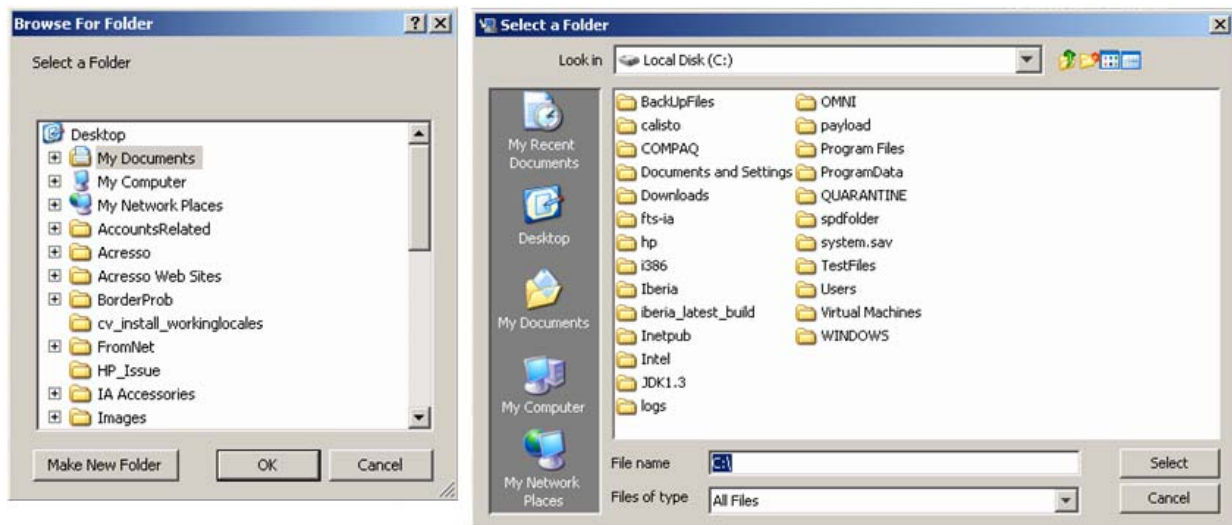 Browse For Folder
Select a Folder
Desktop
My Documents
My Computer
My Network Places
AccountsRelated
Acresso
Acresso Web Sites
BorderProb
cv_install_workinglocales
FromNet
HP_Issue
IA Accessories
Images
Make New Folder
OK
Cancel
Select a Folder
Look in
Local Disk (C:)
My Recent
Documents
Desktop
My Documents
My Computer
My Network
Places
BackUpFiles
calisto
COMPAQ
Documents and Settings
Downloads
fts-ia
hp
i386
Iberia
iberia_latest_build
Inetpub
Intel
JDK1.3
logs
OMNI
payload
Program Files
ProgramData
QUARANTINE
spdfolder
system.sav
TestFiles
Users
Virtual Machines
WINDOWS
File name
C:\
Select
Files of type
All Files
Cancel